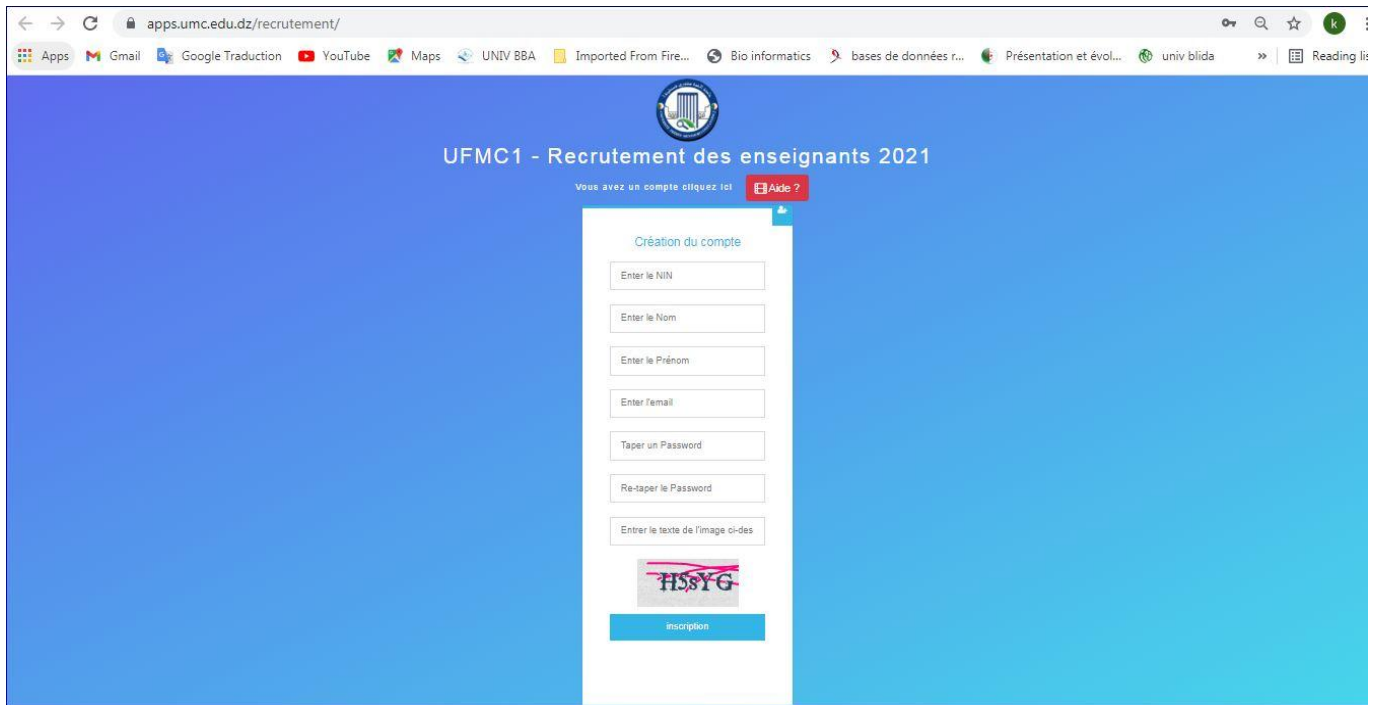 apps.umc.edu.dz/recrutement/
k
Apps Gmail Google Traduction YouTube Maps UNIV BBA Imported From Fire... Bio informatics bases de données r... Présentation et évol... univ blida » Reading lis
UFMC1 - Recrutement des enseignants 2021
Vous avez un compte cliquez ici Aide ?
Création du compte
Enter le NIN
Enter le Nom
Enter le Prénom
Enter l'email
Taper un Password
Re-taper le Password
Entrer le texte de l'image ci-des
H5sYG
inscription